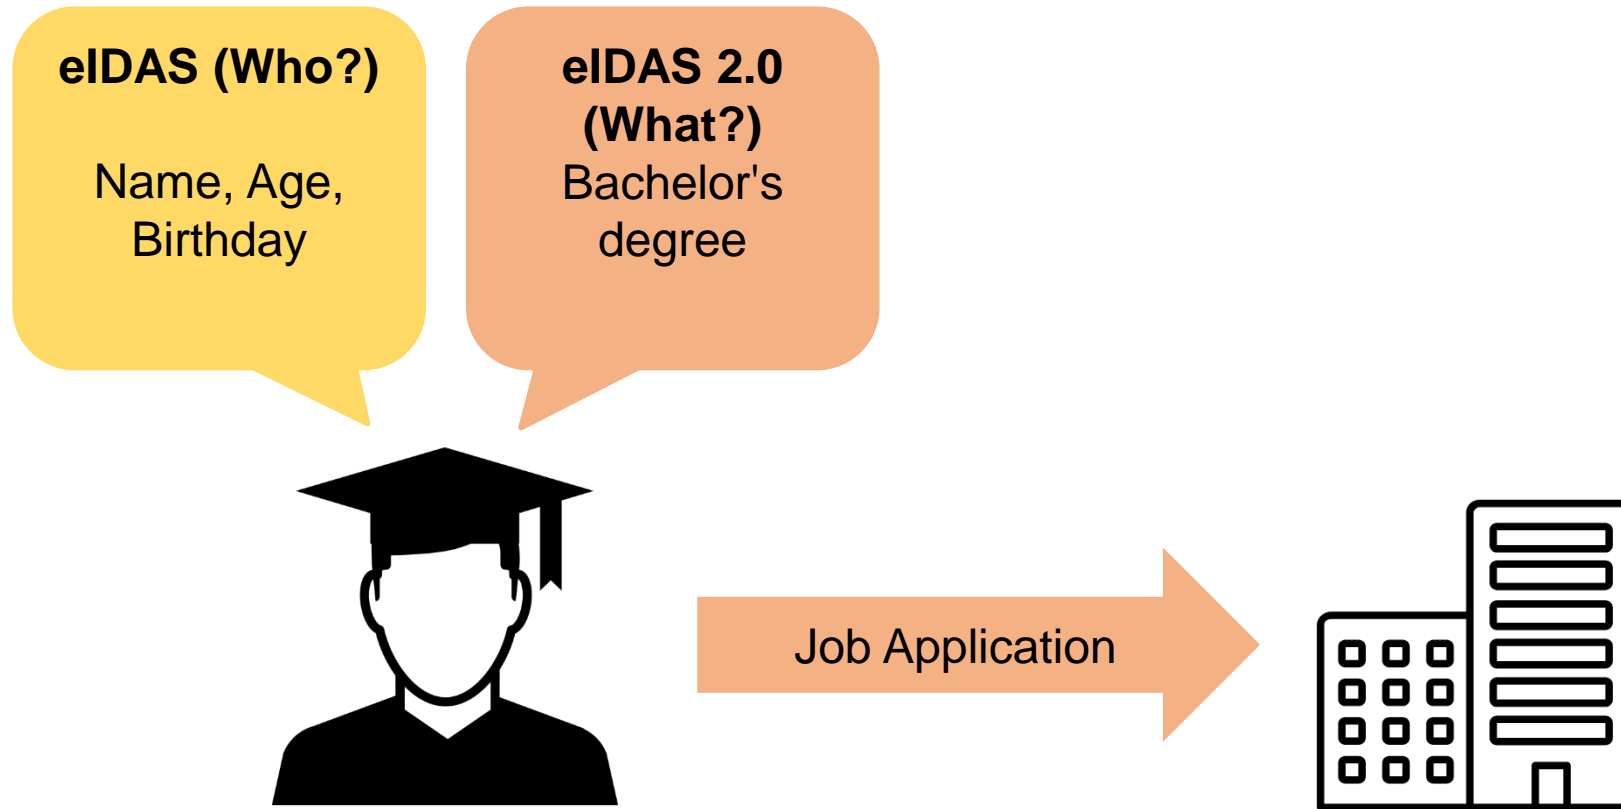 eIDAS (Who?)
Name, Age,
Birthday
eIDAS 2.0
(What?)
Bachelor's
degree
Job Application